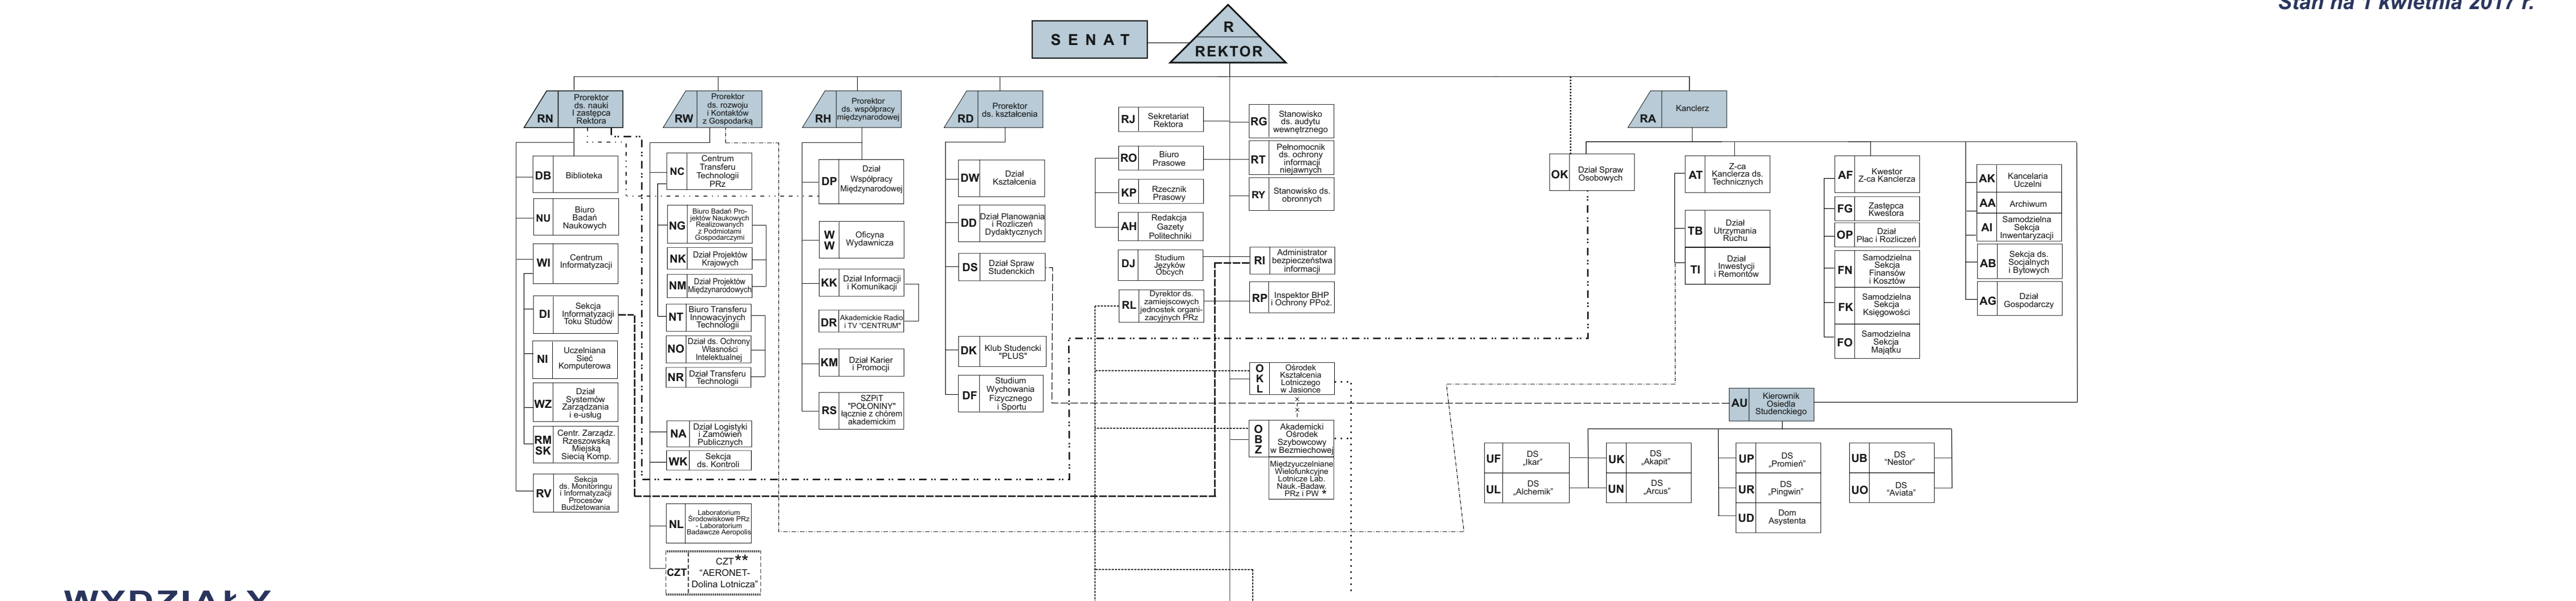 Stan na 1 kwietnia 2017 r.
SENAT
R
REKTOR
RN
Prorektor
ds. nauki
I zastępca
Rektora
RW
Prorektor
ds. rozwoju
i Kontaktów
z Gospodarką
RH
Prorektor
ds. współpracy
międzynarodowej
RD
Prorektor
ds. kształcenia
RA
Kanclerz
DB
Biblioteka
NU
Biuro
Badań
Naukowych
WI
Centrum
Informatyzacji
DI
Sekcja
Informatyzacji
Toku Studów
NI
Uczelniana
Sieć
Komputerowa
WZ
Dział
Systemów
Zarządzania
i e-usług
RM
SK
Centr. Zarządz.
Rzeszowską
Miejską
Siecią Komp.
RV
Sekcja
ds. Monitoringu
i Informatyzacji
Procesów
Budżetowania
NC
Centrum
Transferu
Technologii
PRz
NG
Biuro Badań Pro-
jektów Naukowych
Realizowanych
z Podmiotami
Gospodarczymi
NK
Dział Projektów
Krajowych
NM
Dział Projektów
Międzynarodowych
NT
Biuro Transferu
Innowacyjnych
Technologii
NO
Dział ds. Ochrony
Własności
Intelektualnej
NR
Dział Transferu
Technologii
NA
Dział Logistyki
i Zamówień
Publicznych
WK
Sekcja
ds. Kontroli
NL
Laboratorium
Środowiskowe PRz
- Laboratorium
Badawcze Aeropolis
CZT
CZT**
"AERONET-
Dolina Lotnicza"
DP
Dział
Współpracy
Międzynarodowej
W
W
Oficyna
Wydawnicza
KK
Dział Informacji
i Komunikacji
DR
Akademickie Radio
i TV "CENTRUM"
KM
Dział Karier
i Promocji
RS
SZPiT
"POŁONINY"
łącznie z chórem
akademickim
DW
Dział
Kształcenia
DD
Dział Planowania
i Rozliczeń
Dydaktycznych
DS
Dział Spraw
Studenckich
DK
Klub Studencki
"PLUS"
DF
Studium
Wychowania
Fizycznego
i Sportu
RJ
Sekretariat
Rektora
RO
Biuro
Prasowe
KP
Rzecznik
Prasowy
AH
Redakcja
Gazety
Politechniki
DJ
Studium
Języków
Obcych
RL
Dyrektor ds.
zamiejscowych
jednostek organi-
zacyjnych PRz
RG
Stanowisko
ds. audytu
wewnętrznego
RT
Pełnomocnik
ds. ochrony
informacji
niejawnych
RY
Stanowisko ds.
obronnych
RI
Administrator
bezpieczeństwa
informacji
RP
Inspektor BHP
i Ochrony PPoż.
O
K
L
Ośrodek
Kształcenia
Lotniczego
w Jasionce
O
B
Z
Akademicki
Ośrodek
Szybowcowy
w Bezmiechowej
Międzyuczelniane
Wielofunkcyjne
Lotnicze Lab.
Nauk.-Badaw.
PRz i PW *
OK
Dział Spraw
Osobowych
AT
Z-ca
Kanclerza ds.
Technicznych
TB
Dział
Utrzymania
Ruchu
TI
Dział
Inwestycji
i Remontów
AF
Kwestor
Z-ca Kanclerza
FG
Zastępca
Kwestora
OP
Dział
Płac i Rozliczeń
FN
Samodzielna
Sekcja
Finansów
i Kosztów
FK
Samodzielna
Sekcja
Księgowości
FO
Samodzielna
Sekcja
Majątku
AK
Kancelaria
Uczelni
AA
Archiwum
AI
Samodzielna
Sekcja
Inwentaryzacji
AB
Sekcja ds.
Socjalnych
i Bytowych
AG
Dział
Gospodarczy
AU
Kierownik
Osiedla
Studenckiego
UF
DS
„Ikar”
UL
DS
„Alchemik”
UK
DS
„Akapit”
UN
DS
„Arcus”
UP
DS
„Promień”
UR
DS
„Pingwin”
UD
Dom
Asystenta
UB
DS
“Nestor”
UO
DS
“Aviata”
WYDZIAŁY